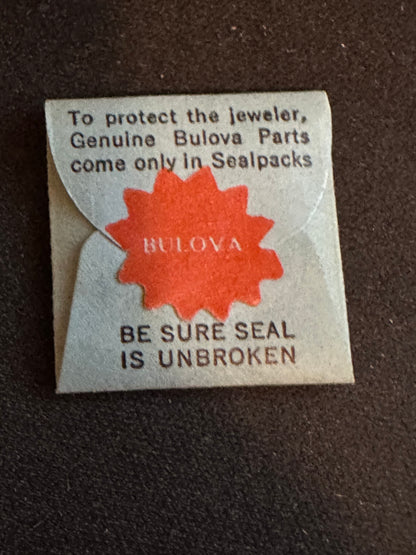 To protect the jeweler,
Genuine Bulova Parts
come only in Sealpacks
BULOVA
BE SURE SEAL
IS UNBROKEN